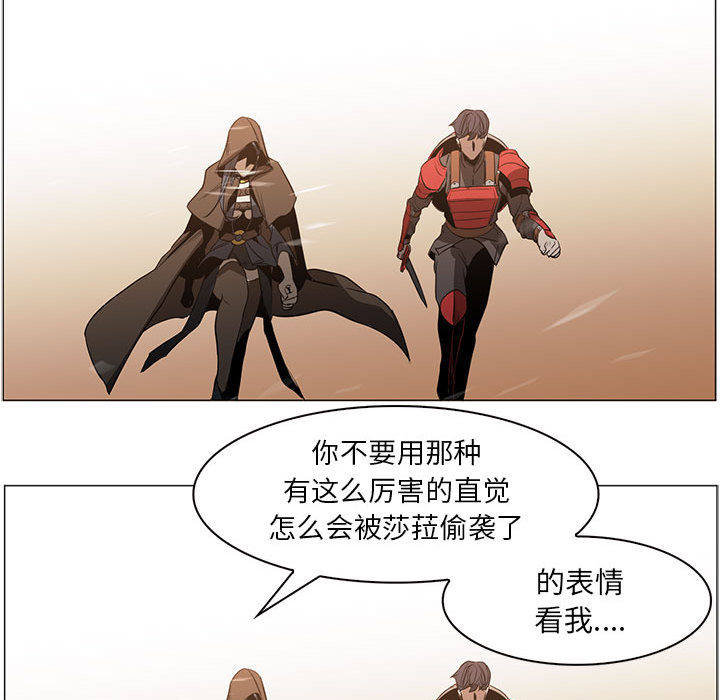 你不要用那种
有这么厉害的直觉
怎么会被莎菈偷袭了
的表情
看我....